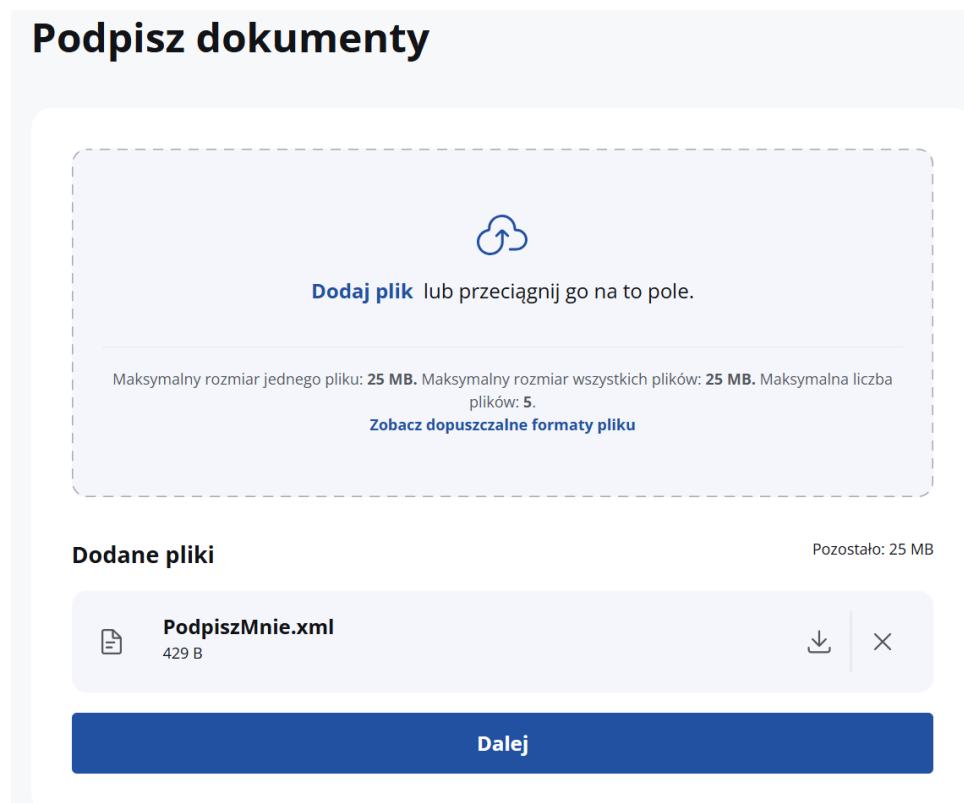 Podpisz dokumenty
Dodaj plik lub przeciągnij go na to pole.
Maksymalny rozmiar jednego pliku: 25 MB. Maksymalny rozmiar wszystkich plików: 25 MB. Maksymalna liczba
plików: 5.
Zobacz dopuszczalne formaty pliku
Dodane pliki
Pozostało: 25 MB
PodpiszMnie.xml
429 B
Dalej